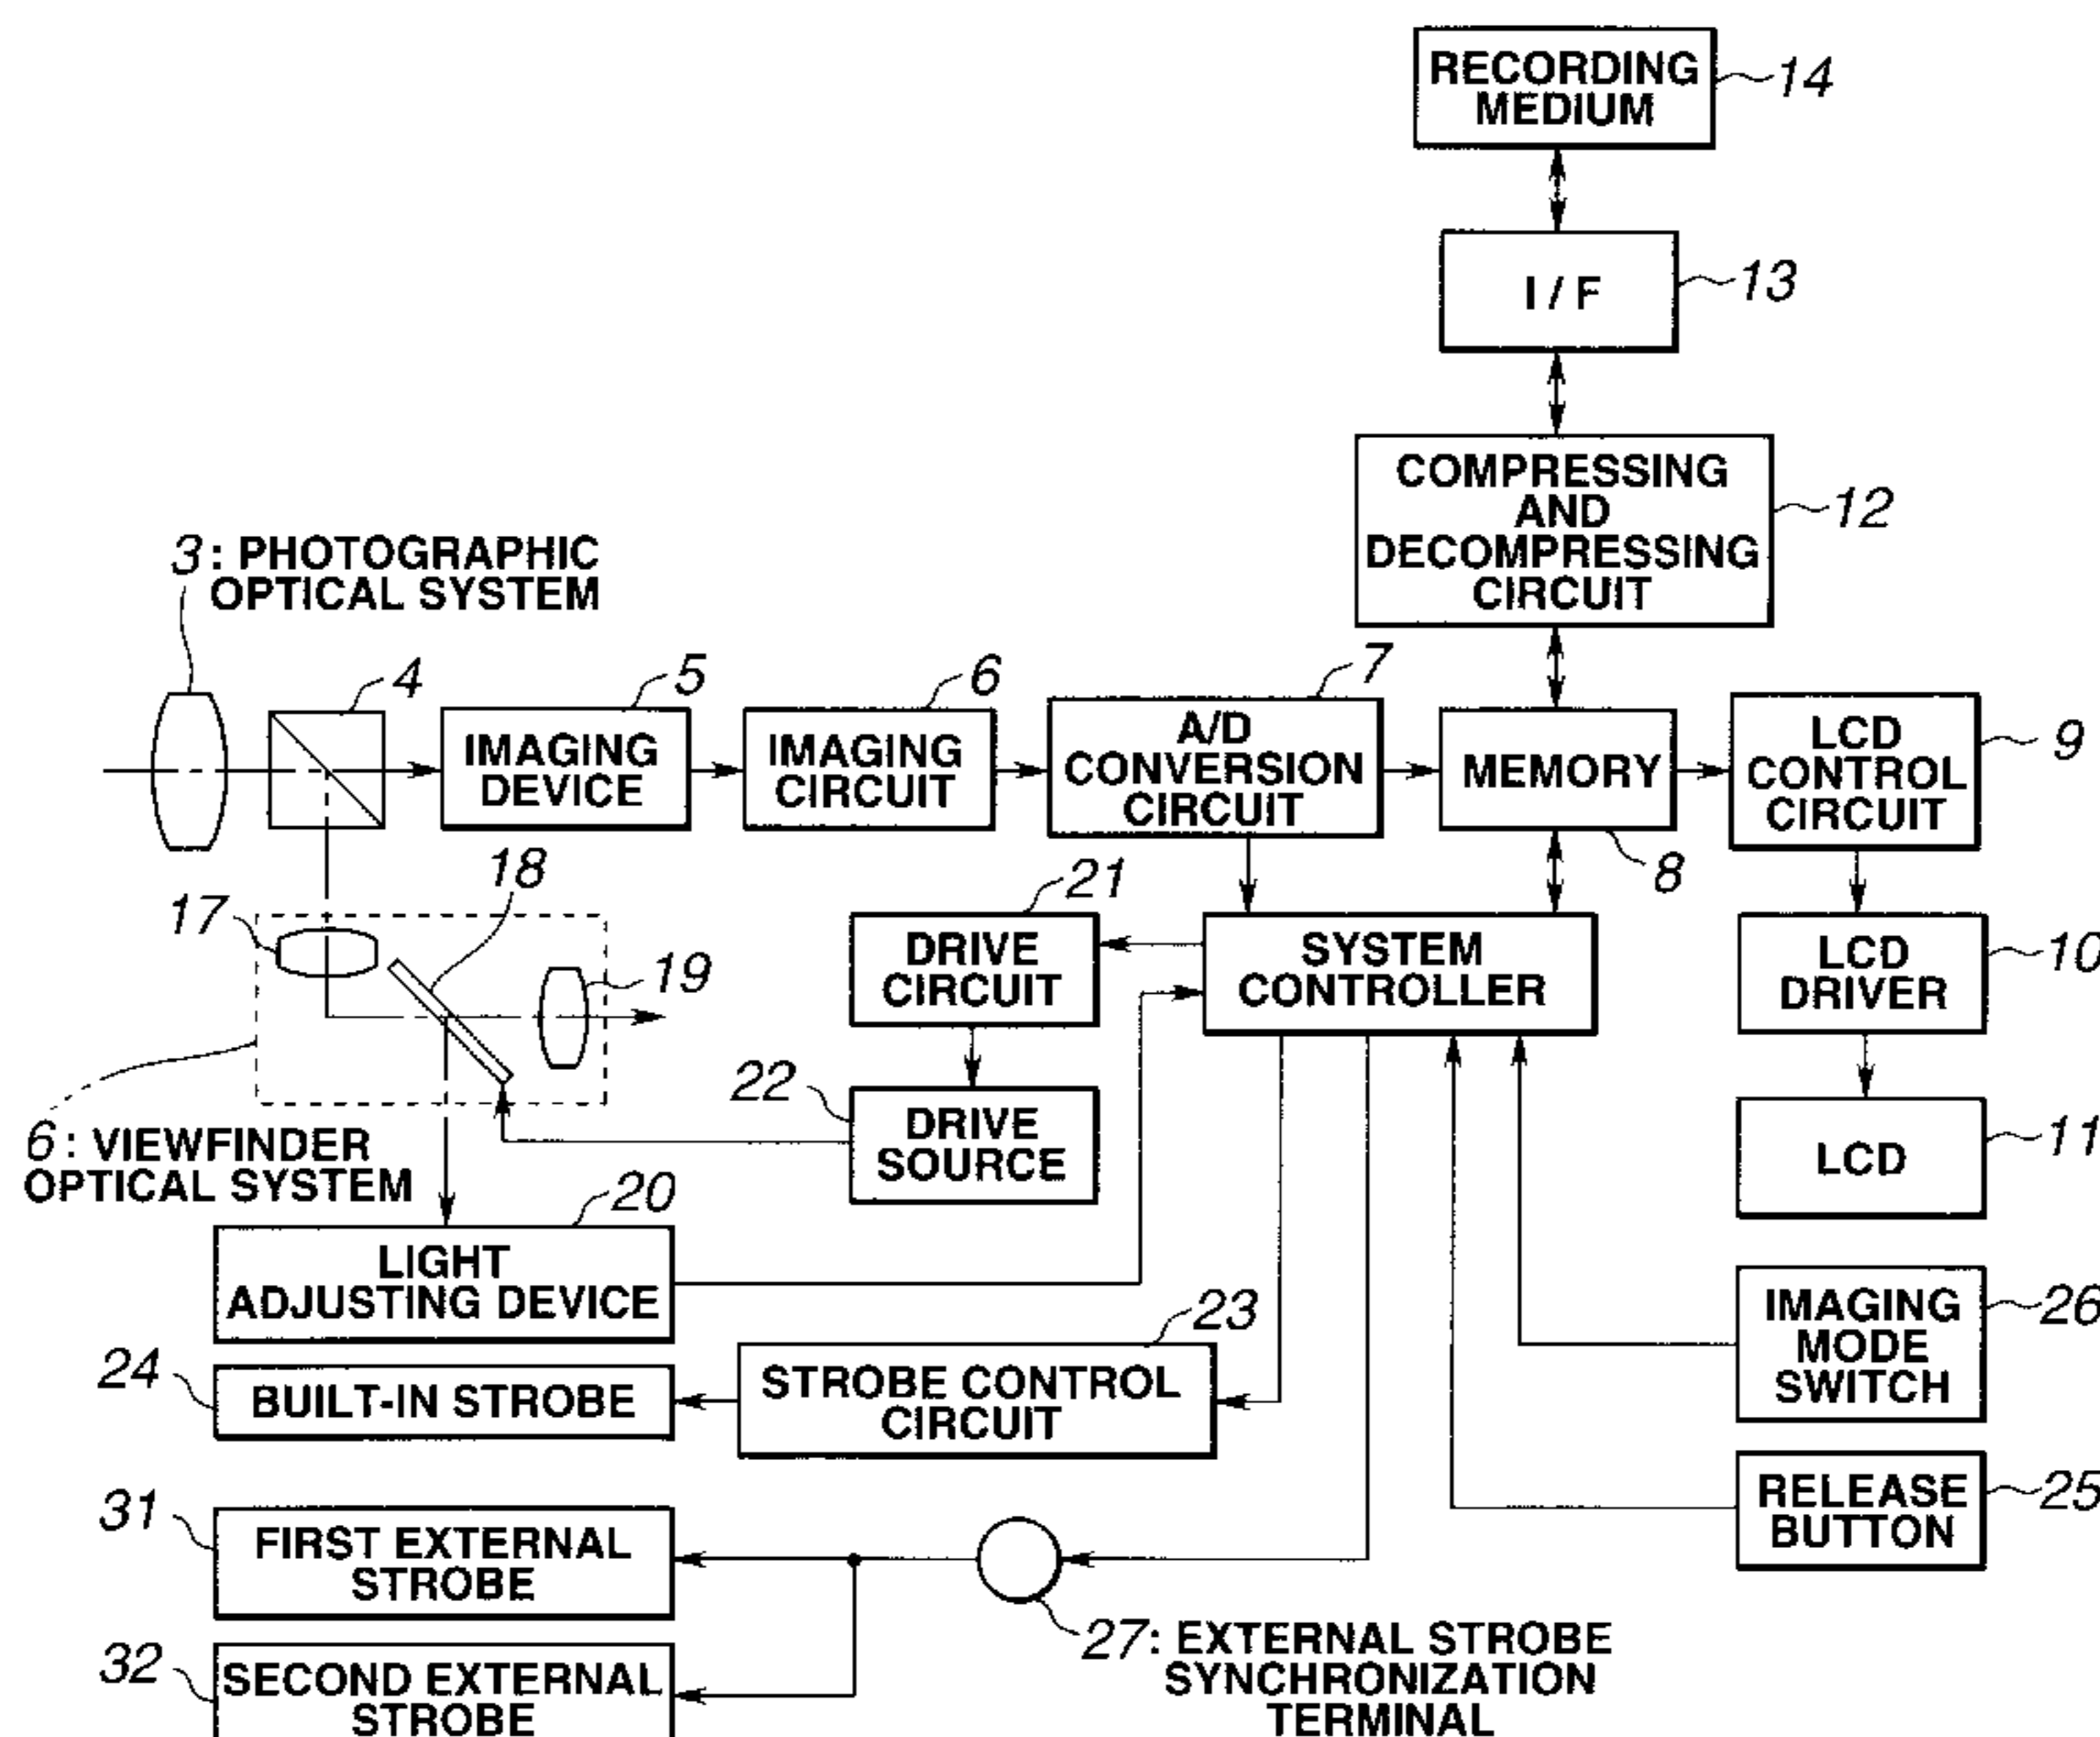 RECORDING
MEDIUM
14
I / F
13
COMPRESSING
AND
DECOMPRESSING
CIRCUIT
12
3 : PHOTOGRAPHIC
OPTICAL SYSTEM
4
5
6
7
IMAGING
DEVICE
IMAGING
CIRCUIT
A/D
CONVERSION
CIRCUIT
MEMORY
8
LCD
CONTROL
CIRCUIT
9
17
18
19
21
DRIVE
CIRCUIT
SYSTEM
CONTROLLER
LCD
DRIVER
10
22
DRIVE
SOURCE
LCD
11
6 : VIEWFINDER
OPTICAL SYSTEM
20
LIGHT
ADJUSTING DEVICE
23
STROBE CONTROL
CIRCUIT
IMAGING
MODE
SWITCH
26
24
BUILT-IN STROBE
RELEASE
BUTTON
25
31
FIRST EXTERNAL
STROBE
27 : EXTERNAL STROBE
SYNCHRONIZATION
TERMINAL
32
SECOND EXTERNAL
STROBE